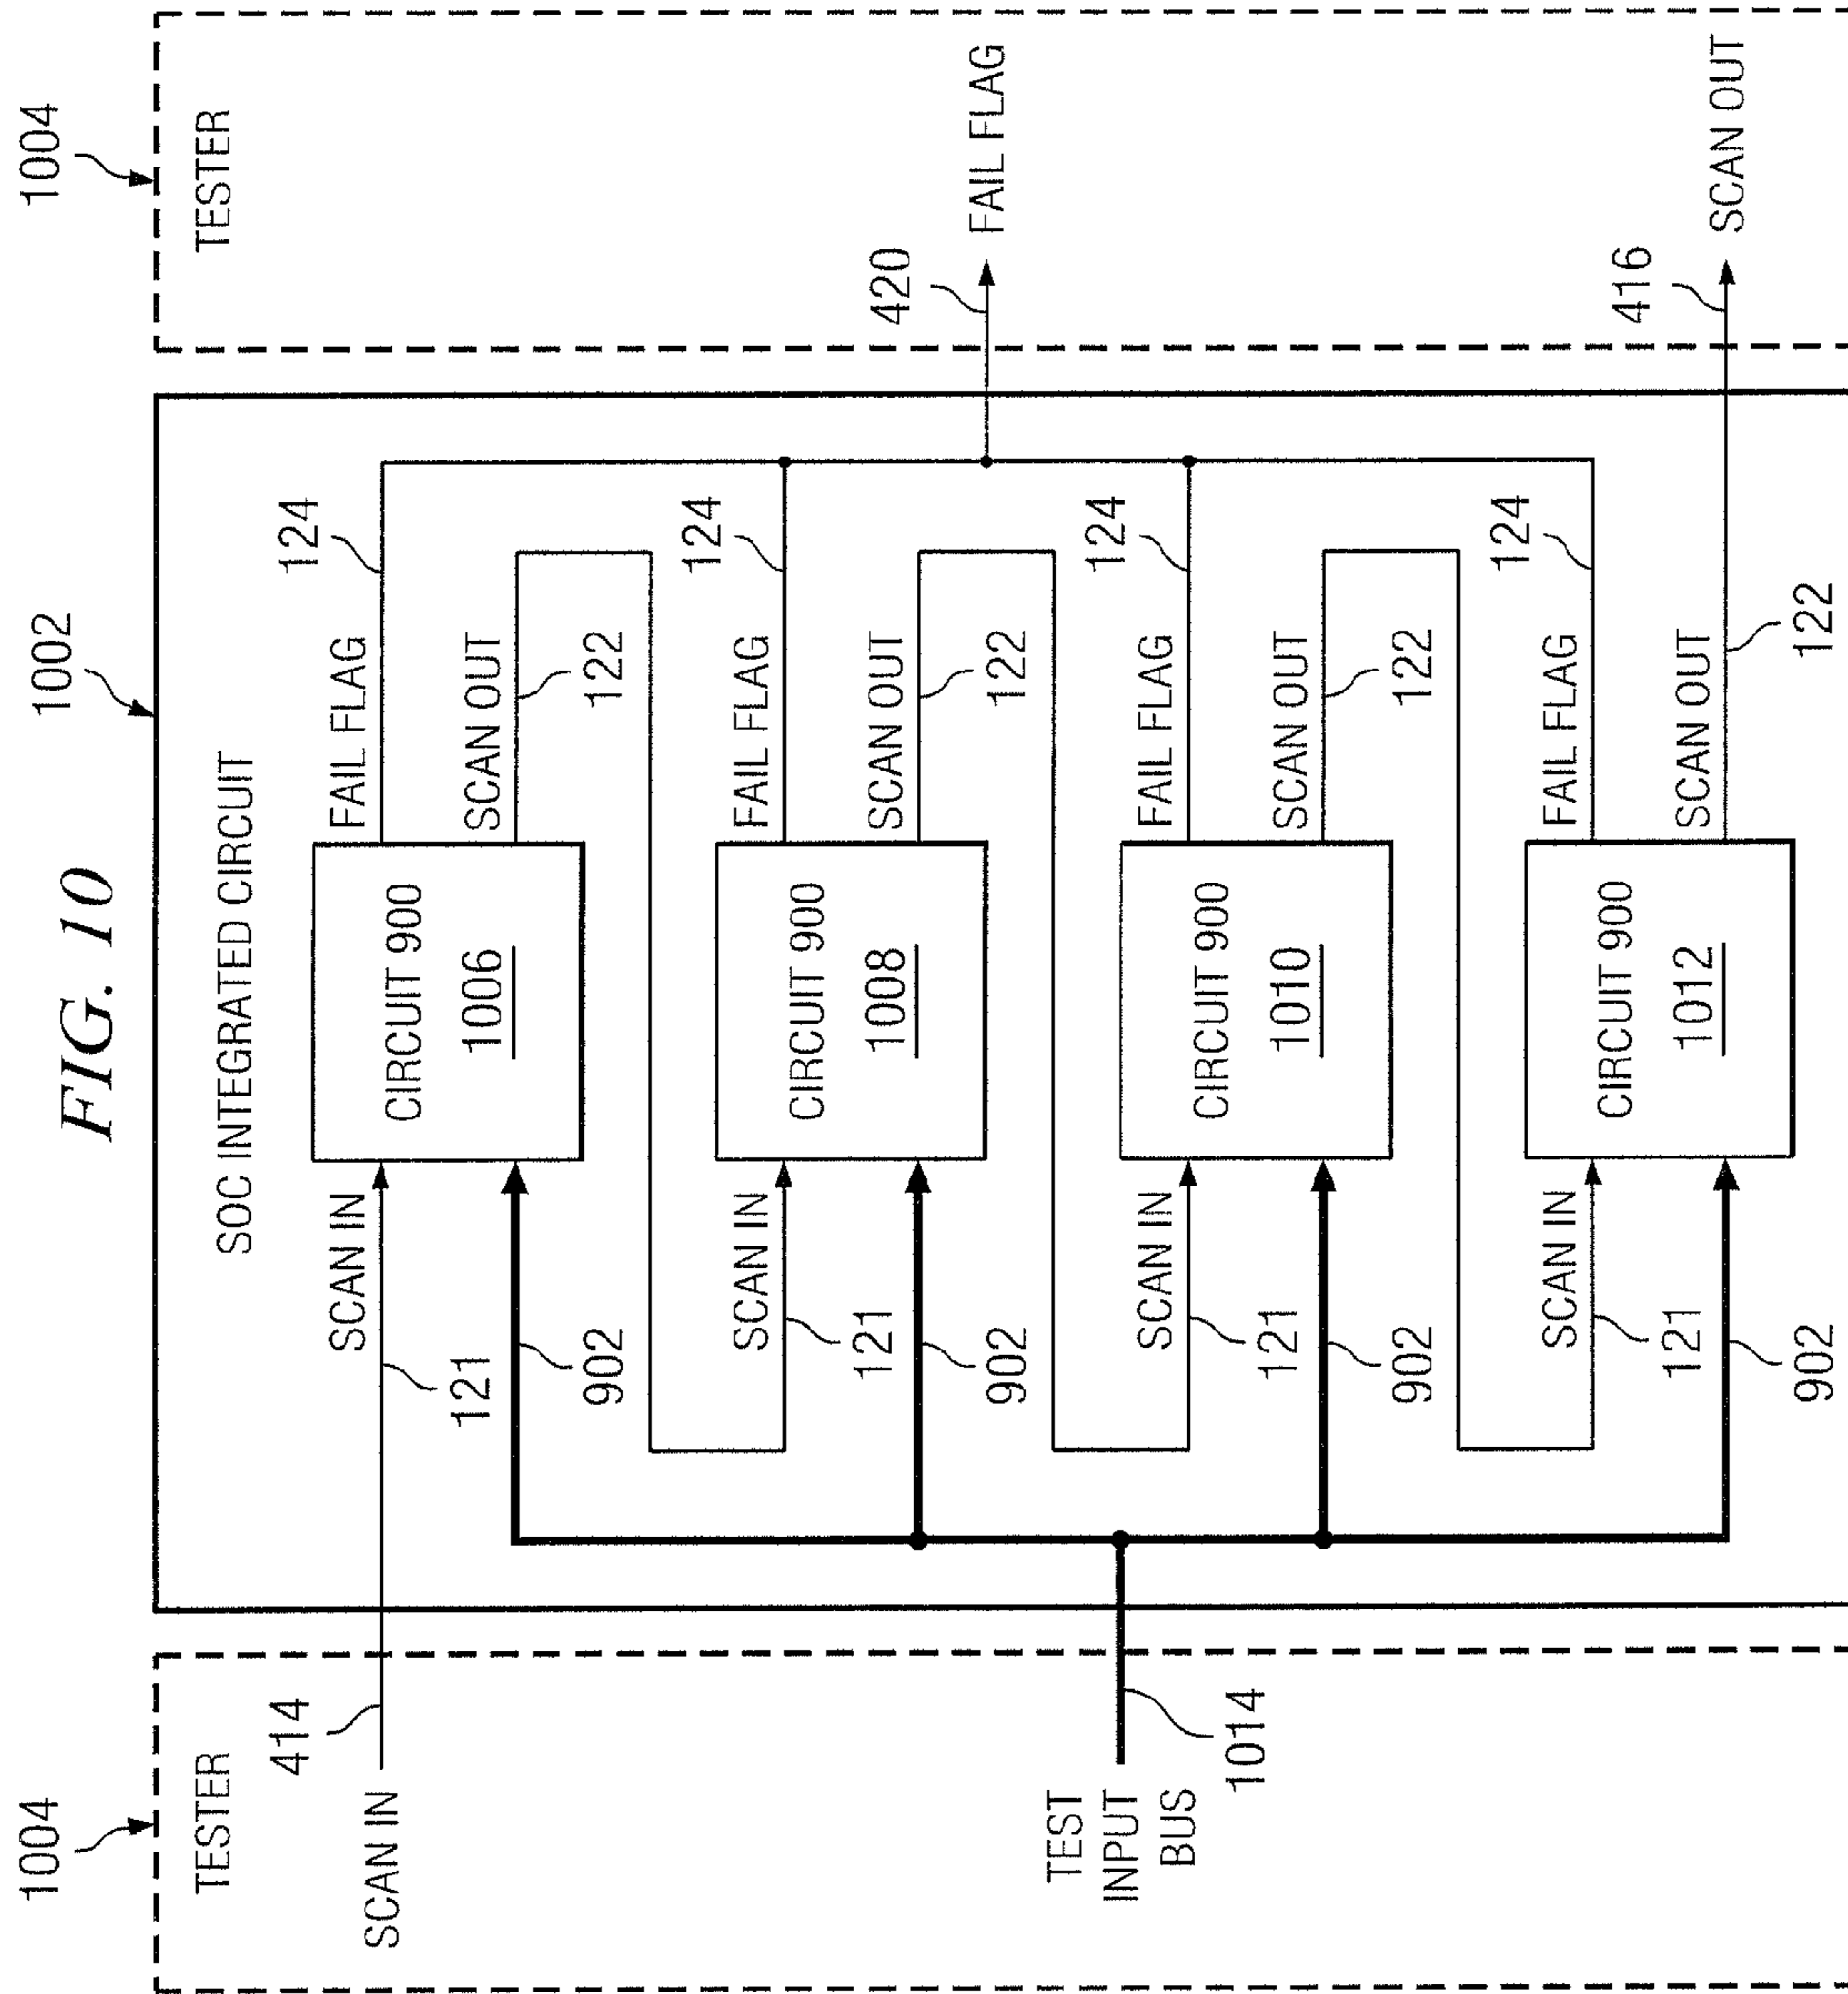 FIG. 10
1004
1002
1004
TESTER
SOC INTEGRATED CIRCUIT
TESTER
SCAN IN
414
121
SCAN IN
CIRCUIT 900
1006
FAIL FLAG
124
902
SCAN OUT
122
SCAN IN
121
CIRCUIT 900
1008
FAIL FLAG
124
902
SCAN OUT
122
420
FAIL FLAG
TEST
INPUT
BUS
1014
SCAN IN
121
CIRCUIT 900
1010
FAIL FLAG
124
902
SCAN OUT
122
SCAN IN
121
CIRCUIT 900
1012
FAIL FLAG
124
902
SCAN OUT
122
416
SCAN OUT